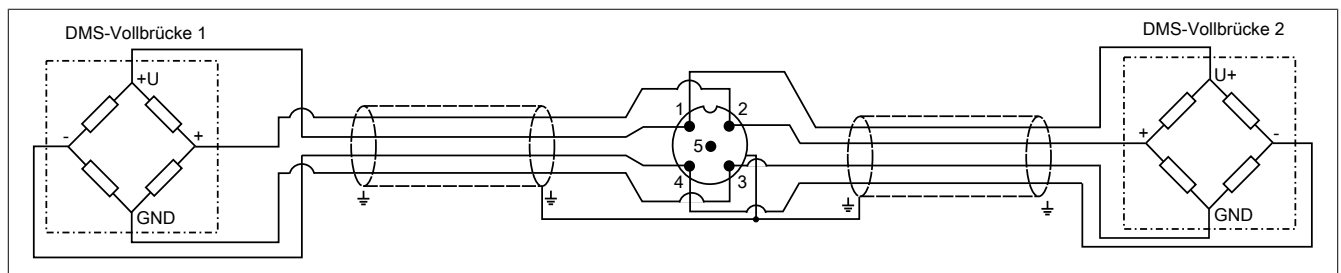 DMS-Vollbrücke 1
DMS-Vollbrücke 2
+U
-
+
GND
1
2
5
4
3
U+
+
-
GND